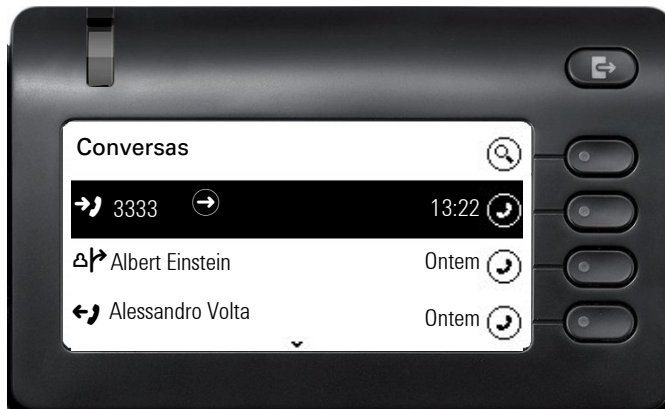 Conversas
3333 13:22
Albert Einstein Ontem
Alessandro Volta Ontem